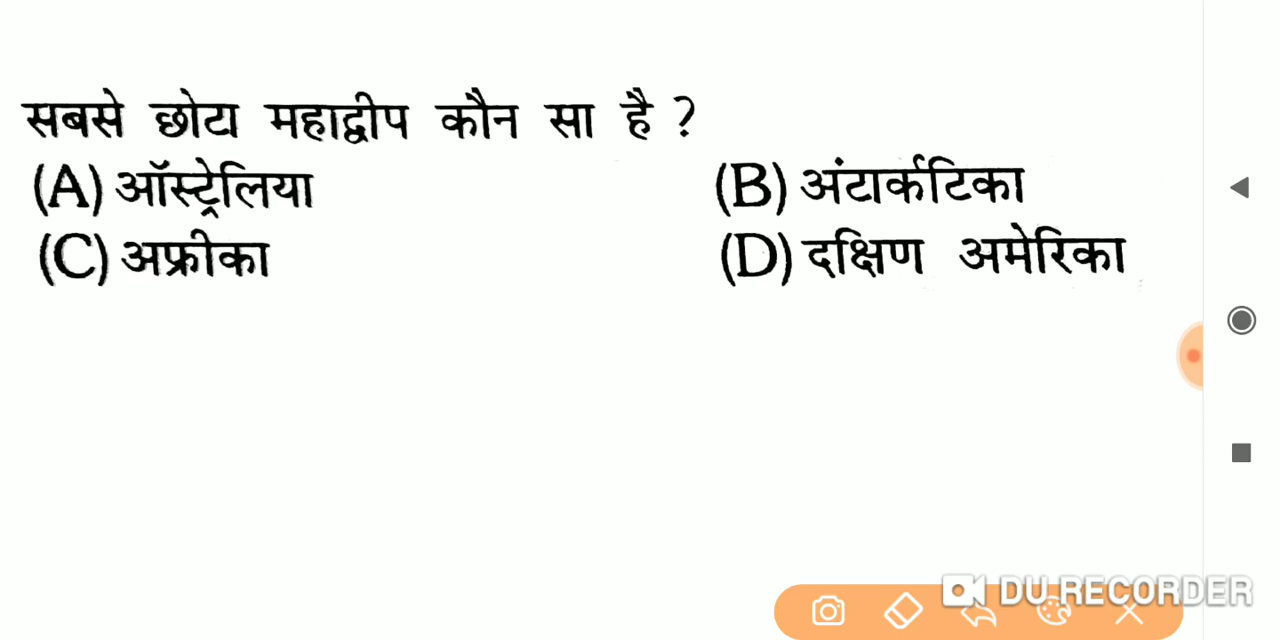 सबसे छोटा महाद्वीप कौन सा है ?
(A) ऑस्ट्रेलिया (B) अंटार्कटिका
(C) अफ्रीका (D) दक्षिण अमेरिका
DU RECORDER